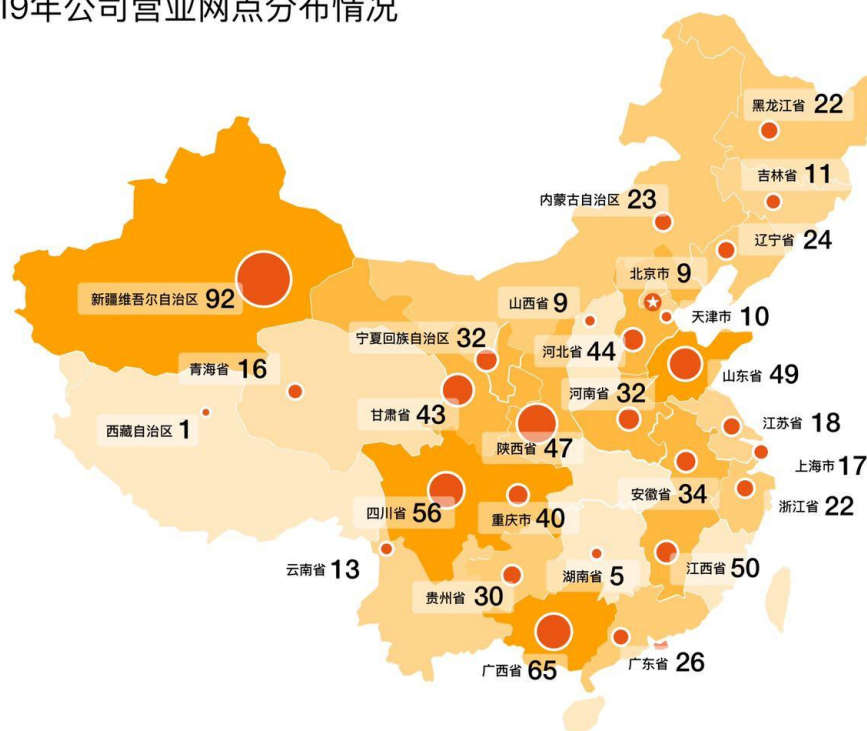 19年公司营业网点分布情况
黑龙江省 22
吉林省 11
内蒙古自治区 23
辽宁省 24
北京市 9
新疆维吾尔自治区 92
山西省 9
天津市 10
宁夏回族自治区 32
河北省 44
青海省 16
山东省 49
河南省 32
甘肃省 43
江苏省 18
西藏自治区 1
陕西省 47
上海市 17
安徽省 34
浙江省 22
四川省 56
重庆市 40
云南省 13
湖南省 5
江西省 50
贵州省 30
广西省 65
广东省 26